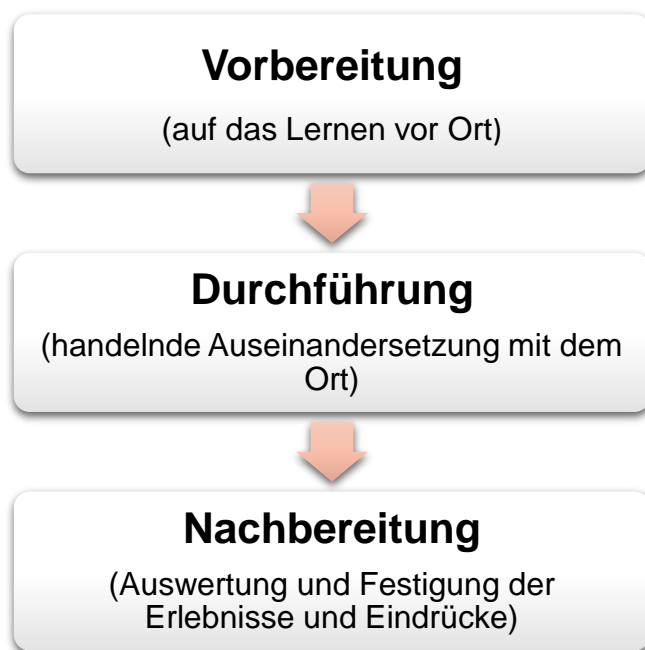 Vorbereitung
(auf das Lernen vor Ort)
Durchführung
(handelnde Auseinandersetzung mit dem
Ort)
Nachbereitung
(Auswertung und Festigung der
Erlebnisse und Eindrücke)